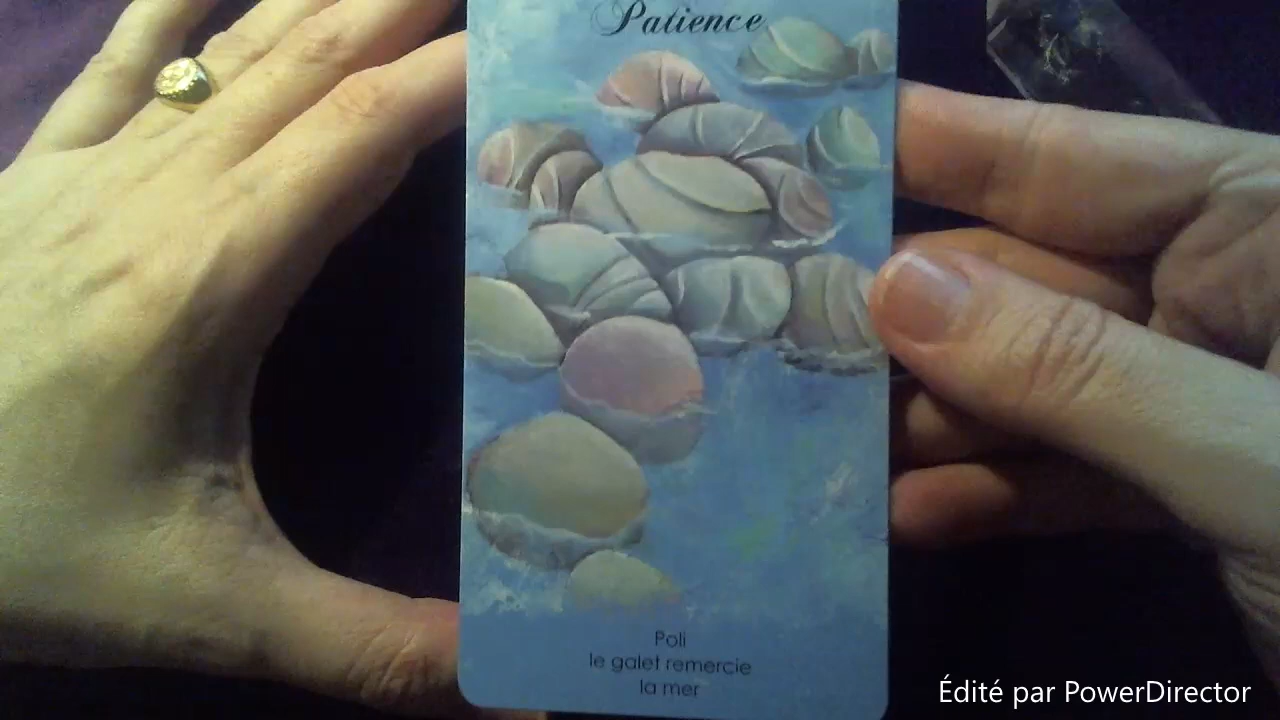 Patience
Poli
le galet remercie
la mer
Édité par PowerDirector